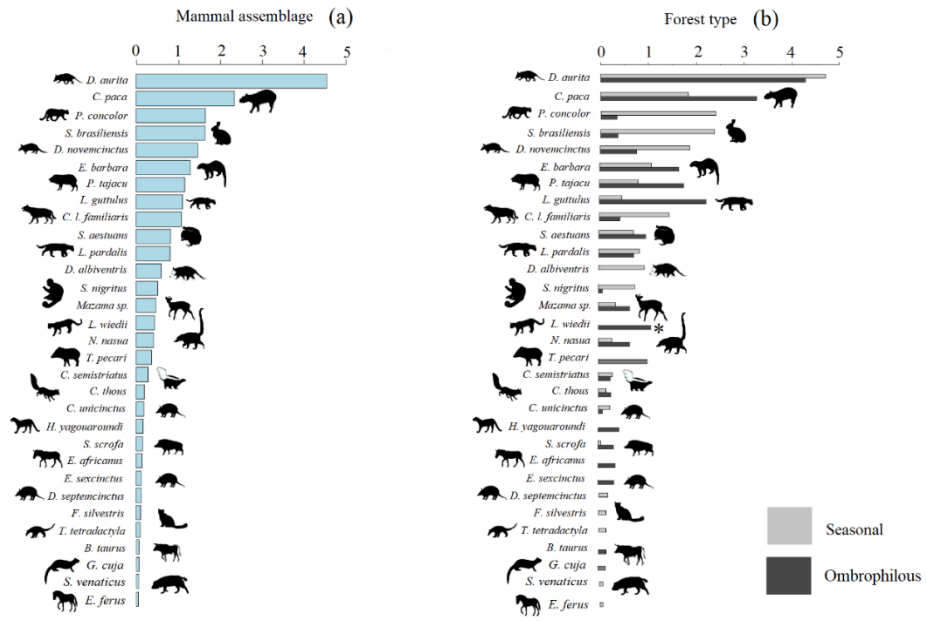 Mammal assemblage (a)
0 1 2 3 4 5
D. aurita
C. paca
P. concolor
S. brasiliensis
D. novemcinctus
E. barbara
P. tajacu
L. guttulus
C. l. familiaris
S. aestuans
L. pardalis
D. albiventris
S. nigritus
Mazama sp.
L. wiedii
N. nasua
T. pecari
C. semistriatus
C. thous
C. unicinctus
H. yagouaroundi
S. scrofa
E. africanus
E. sexcinctus
D. septemcinctus
F. silvestris
T. tetradactyla
B. taurus
G. cuja
S. venaticus
E. ferus
Forest type (b)
0 1 2 3 4 5
D. aurita
C. paca
P. concolor
S. brasiliensis
D. novemcinctus
E. barbara
P. tajacu
L. guttulus
C. l. familiaris
S. aestuans
L. pardalis
D. albiventris
S. nigritus
Mazama sp.
L. wiedii *
N. nasua
T. pecari
C. semistriatus
C. thous
C. unicinctus
H. yagouaroundi
S. scrofa
E. africanus
E. sexcinctus
D. septemcinctus
F. silvestris
T. tetradactyla
B. taurus
G. cuja
S. venaticus
E. ferus
Seasonal
Ombrophilous